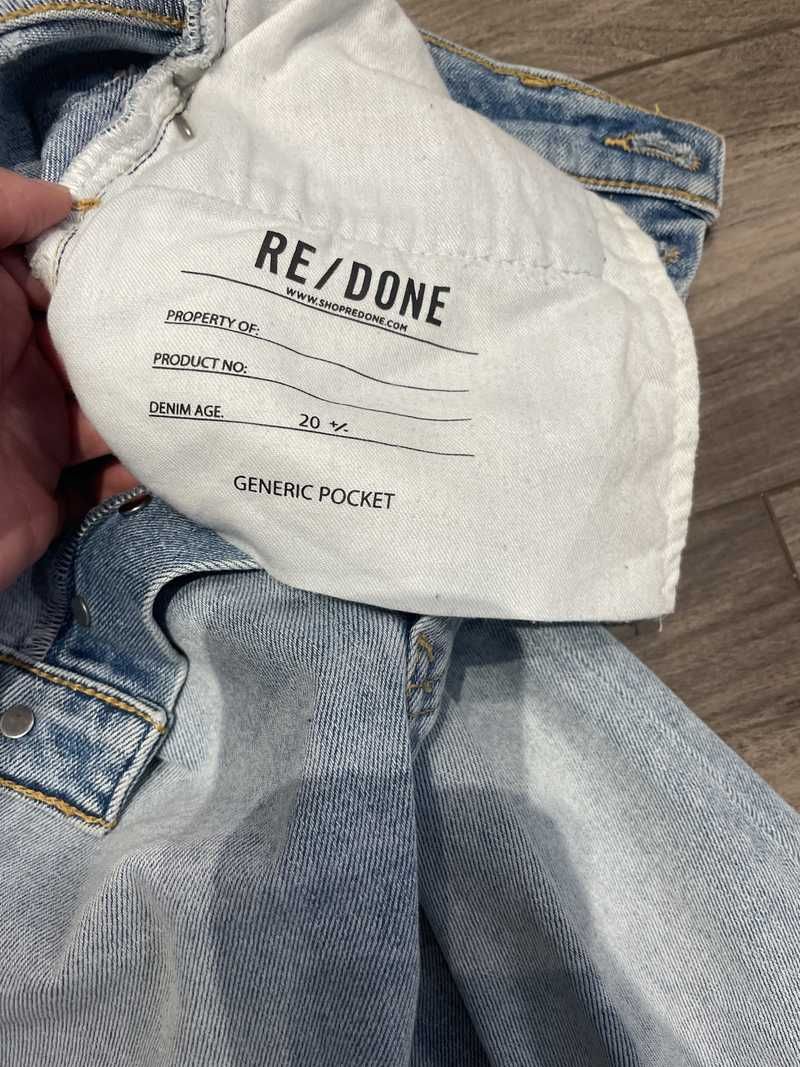 RE/DONE
WWW.SHOPREDONE.COM
PROPERTY OF:
PRODUCT NO:
DENIM AGE. 20 +/-
GENERIC POCKET